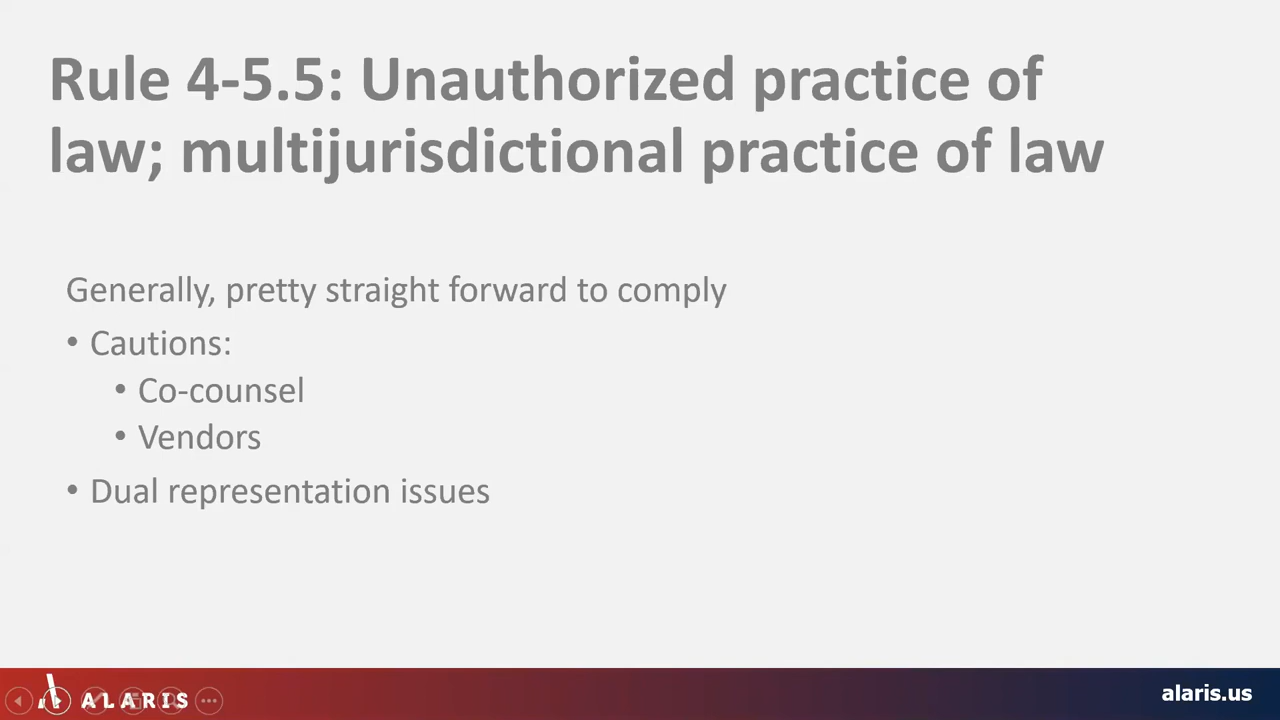 Rule 4-5.5: Unauthorized practice of
law; multijurisdictional practice of law
Generally, pretty straight forward to comply
• Cautions:
• Co-counsel
• Vendors
• Dual representation issues
ALARIS
alaris.us